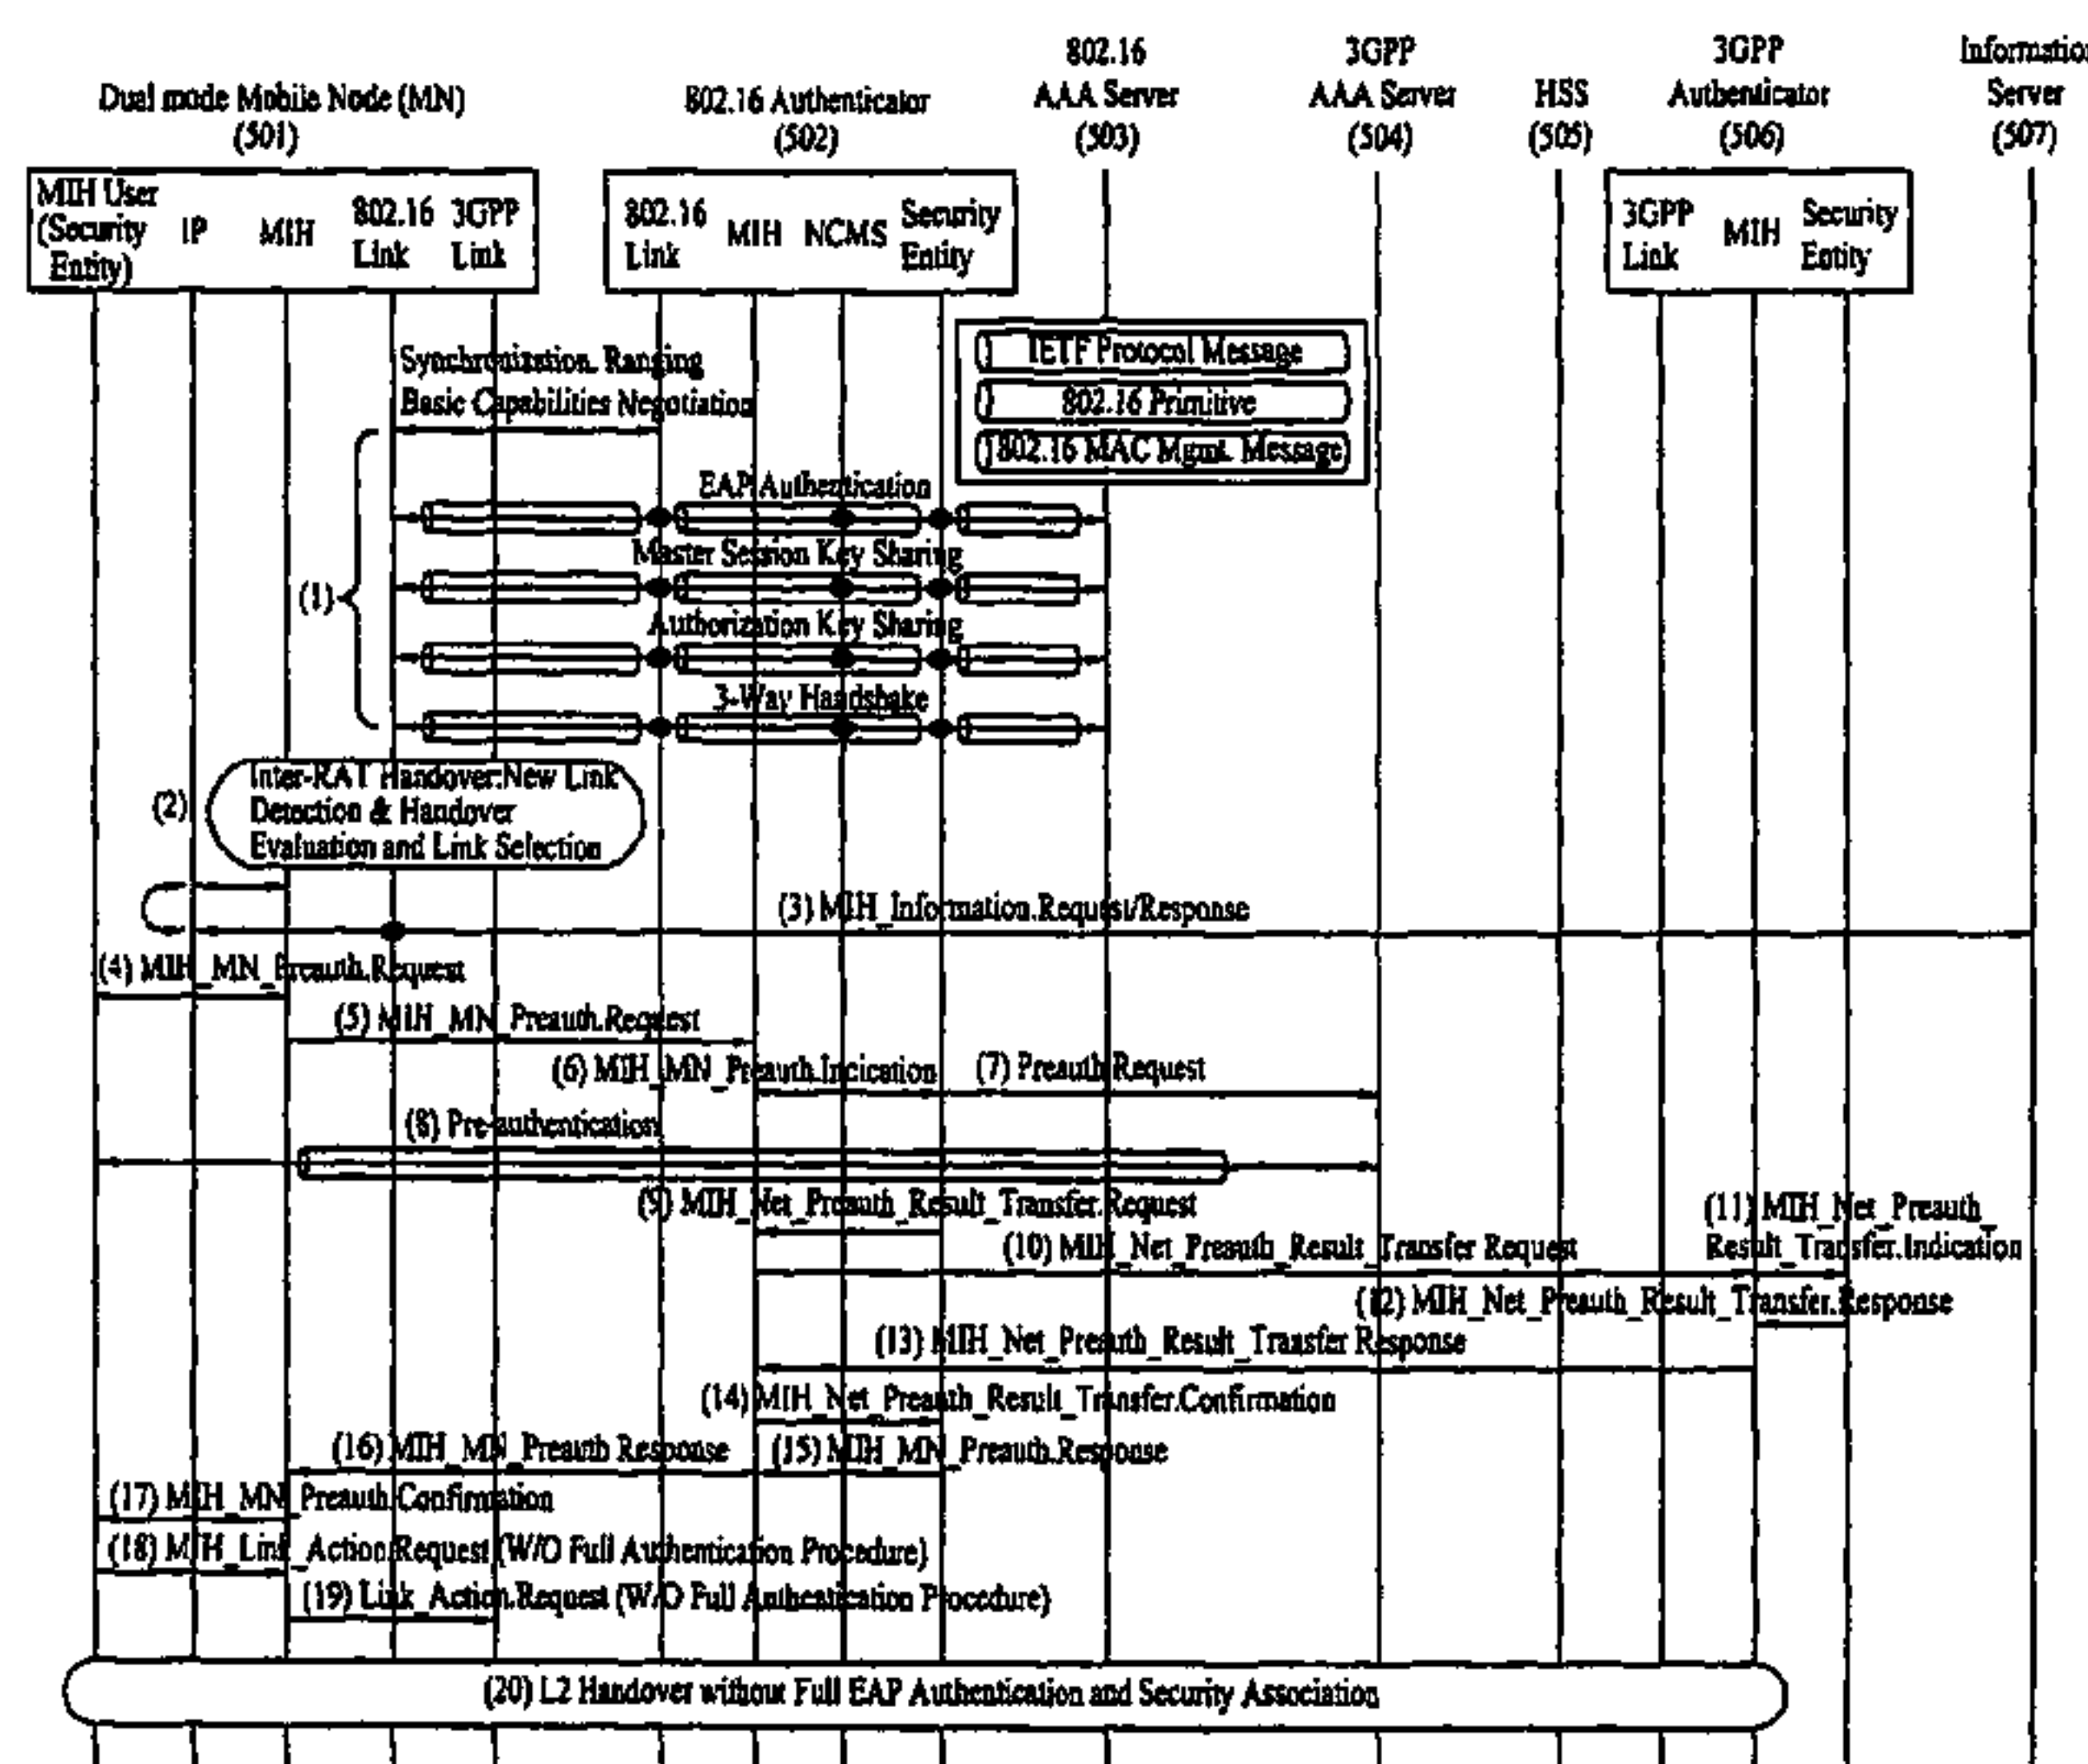 802.16
AAA Server
(503)
3GPP
AAA Server
(504)
HSS
(505)
3GPP
Authenticator
(506)
Information
Server
(507)
Dual mode Mobile Node (MN)
(501)
802.16 Authenticator
(502)
MIH User
(Security
Entity)
IP
MIH
802.16
Link
3GPP
Link
802.16
Link
MIH
NCMS
Security
Entity
3GPP
Link
MIH
Security
Entity
IETF Protocol Message
802.16 Primitive
802.16 MAC Mgmt. Message
Synchronization. Ranging
Basic Capabilities Negotiation
EAP Authentication
Master Session Key Sharing
(1)
Authorization Key Sharing
3-Way Handshake
(2)
Inter-RAT Handover:New Link
Detection & Handover
Evaluation and Link Selection
(3) MIH_Information.Request/Response
(4) MIH_MN_Preauth.Request
(5) MIH_MN_Preauth.Request
(6) MIH_MN_Preauth.Incication
(7) Preauth Request
(8) Pre-authentication
(9) MIH_Net_Preauth_Result_Transfer.Request
(10) MIH_Net_Preauth_Result_Transfer Request
(11) MIH_Net_Preauth_
Result_Transfer.Indication
(12) MIH_Net_Preauth_Result_Transfer.Response
(13) MIH_Net_Preauth_Result_Transfer Response
(14) MIH_Net_Preauth_Result_Transfer.Confirmation
(16) MIH_MN_Preauth Response
(15) MIH_MN_Preauth.Response
(17) MIH_MN_Preauth.Confirmation
(18) MIH_Link_Action.Request (W/O Full Authentication Procedure)
(19) Link_Action.Request (W/O Full Authentication Procedure)
(20) L2 Handover without Full EAP Authentication and Security Association